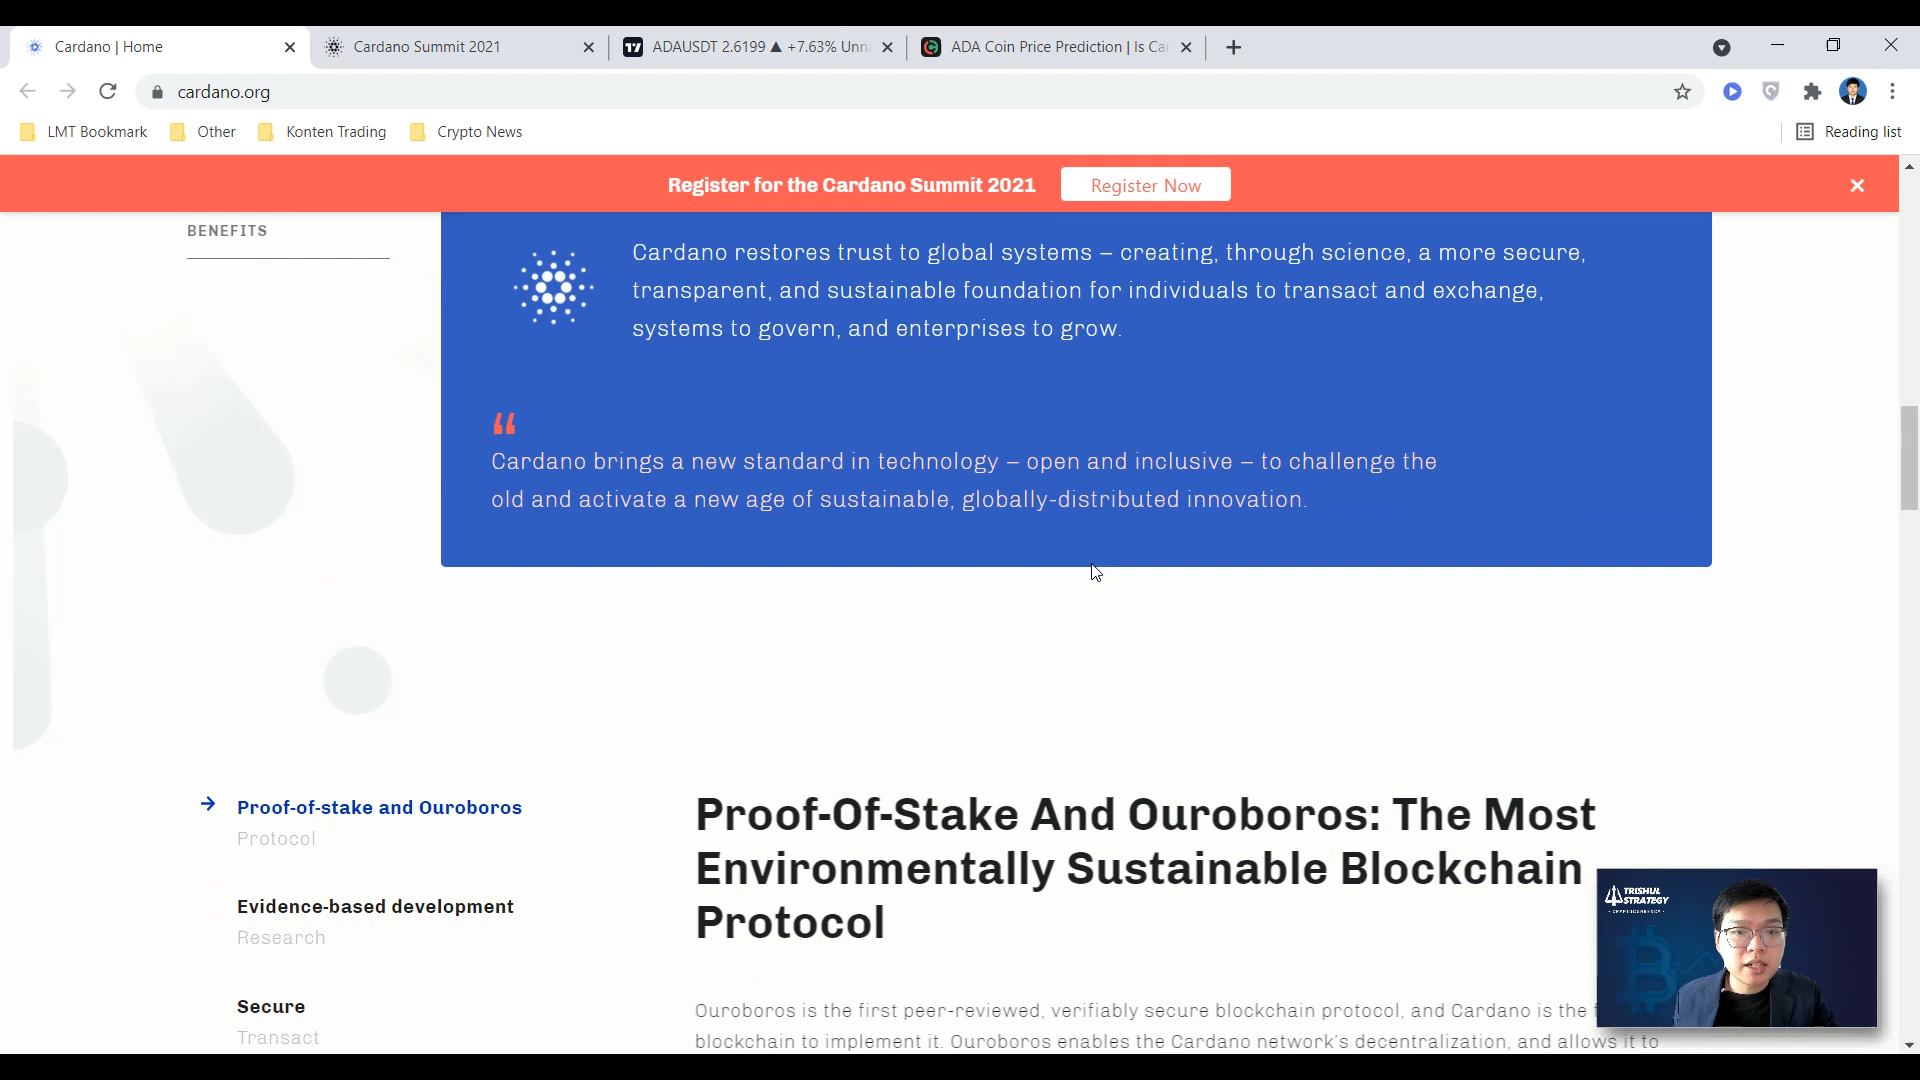 Cardano | Home
Cardano Summit 2021
ADAUSDT 2.6199 ▲ +7.63% Unn
ADA Coin Price Prediction | Is Ca
cardano.org
LMT Bookmark
Other
Konten Trading
Crypto News
Reading list
Register for the Cardano Summit 2021
Register Now
BENEFITS
Cardano restores trust to global systems – creating, through science, a more secure,
transparent, and sustainable foundation for individuals to transact and exchange,
systems to govern, and enterprises to grow.
“
Cardano brings a new standard in technology – open and inclusive – to challenge the
old and activate a new age of sustainable, globally-distributed innovation.
Proof-of-stake and Ouroboros
Protocol
Evidence-based development
Research
Secure
Transact
Proof-Of-Stake And Ouroboros: The Most
Environmentally Sustainable Blockchain
Protocol
Ouroboros is the first peer-reviewed, verifiably secure blockchain protocol, and Cardano is the
blockchain to implement it. Ouroboros enables the Cardano network's decentralization, and allows it to
TRISHUL
STRATEGY
- CRYPTOCURRENCY -